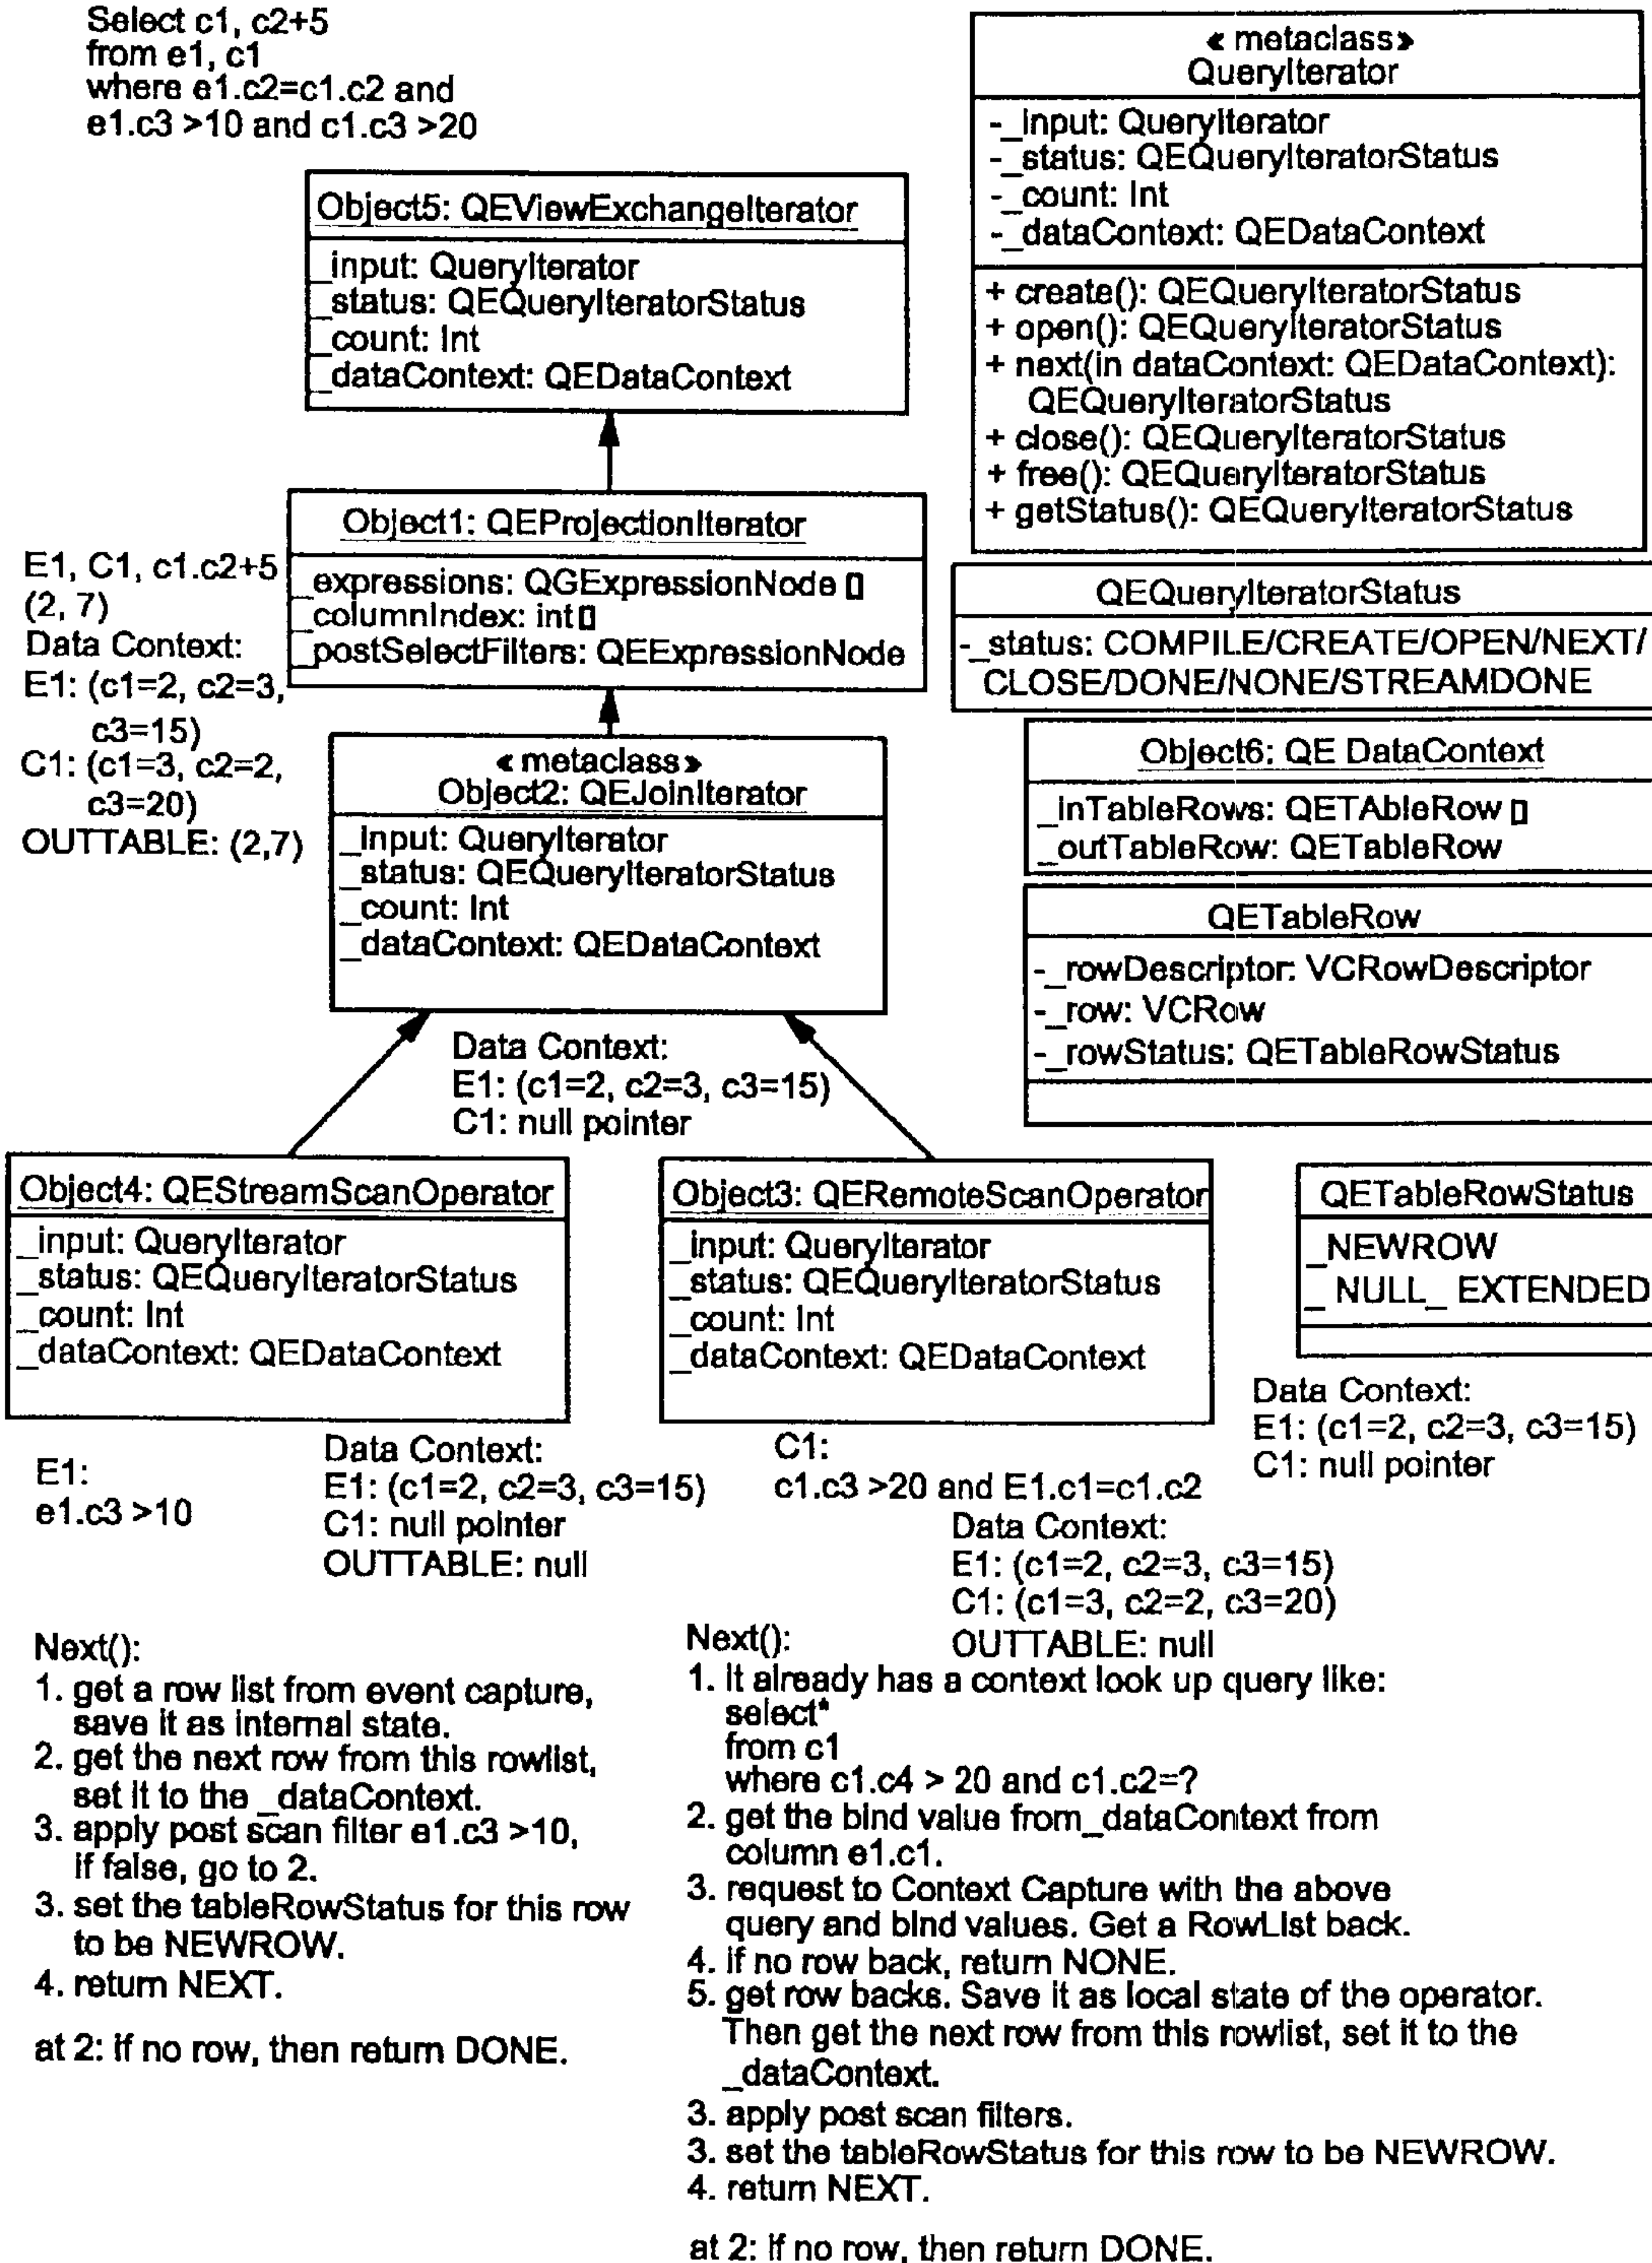 Select c1, c2+5
from e1, c1
where e1.c2=c1.c2 and
e1.c3 >10 and c1.c3 >20
« metaclass»
QueryIterator
-_input: QueryIterator
-_status: QEQueryIteratorStatus
-_count: Int
-_dataContext: QEDataContext
+ create(): QEQueryIteratorStatus
+ open(): QEQueryIteratorStatus
+ next(in dataContext: QEDataContext):
QEQueryIteratorStatus
+ close(): QEQueryIteratorStatus
+ free(): QEQueryIteratorStatus
+ getStatus(): QEQueryIteratorStatus
Object5: QEViewExchangeIterator
_input: QueryIterator
_status: QEQueryIteratorStatus
_count: Int
_dataContext: QEDataContext
Object1: QEProjectionIterator
_expressions: QGExpressionNode []
_columnIndex: int[]
_postSelectFilters: QEExpressionNode
E1, C1, c1.c2+5
(2, 7)
Data Context:
E1: (c1=2, c2=3,
c3=15)
C1: (c1=3, c2=2,
c3=20)
OUTTABLE: (2,7)
QEQueryIteratorStatus
-_status: COMPILE/CREATE/OPEN/NEXT/
CLOSE/DONE/NONE/STREAMDONE
« metaclass»
Object2: QEJoinIterator
_Input: QueryIterator
_status: QEQueryIteratorStatus
_count: Int
_dataContext: QEDataContext
Object6: QE DataContext
_inTableRows: QETAbleRow []
_outTableRow: QETableRow
QETableRow
-_rowDescriptor: VCRowDescriptor
-_row: VCRow
-_rowStatus: QETableRowStatus
Data Context:
E1: (c1=2, c2=3, c3=15)
C1: null pointer
Object4: QEStreamScanOperator
_input: QueryIterator
_status: QEQueryIteratorStatus
_count: Int
_dataContext: QEDataContext
Object3: QERemoteScanOperator
_input: QueryIterator
_status: QEQueryIteratorStatus
_count: Int
_dataContext: QEDataContext
QETableRowStatus
_NEWROW
_ NULL_ EXTENDED
Data Context:
E1: (c1=2, c2=3, c3=15)
C1: null pointer
E1:
e1.c3 >10
Data Context:
E1: (c1=2, c2=3, c3=15)
C1: null pointer
OUTTABLE: null
C1:
c1.c3 >20 and E1.c1=c1.c2
Data Context:
E1: (c1=2, c2=3, c3=15)
C1: (c1=3, c2=2, c3=20)
OUTTABLE: null
Next():
1. get a row list from event capture,
save it as internal state.
2. get the next row from this rowlist,
set it to the _dataContext.
3. apply post scan filter e1.c3 >10,
if false, go to 2.
3. set the tableRowStatus for this row
to be NEWROW.
4. return NEXT.
at 2: if no row, then return DONE.
Next():
1. It already has a context look up query like:
select*
from c1
where c1.c4 > 20 and c1.c2=?
2. get the bind value from_dataContext from
column e1.c1.
3. request to Context Capture with the above
query and bind values. Get a RowList back.
4. if no row back, return NONE.
5. get row backs. Save it as local state of the operator.
Then get the next row from this rowlist, set it to the
_dataContext.
3. apply post scan filters.
3. set the tableRowStatus for this row to be NEWROW.
4. return NEXT.
at 2: if no row, then return DONE.